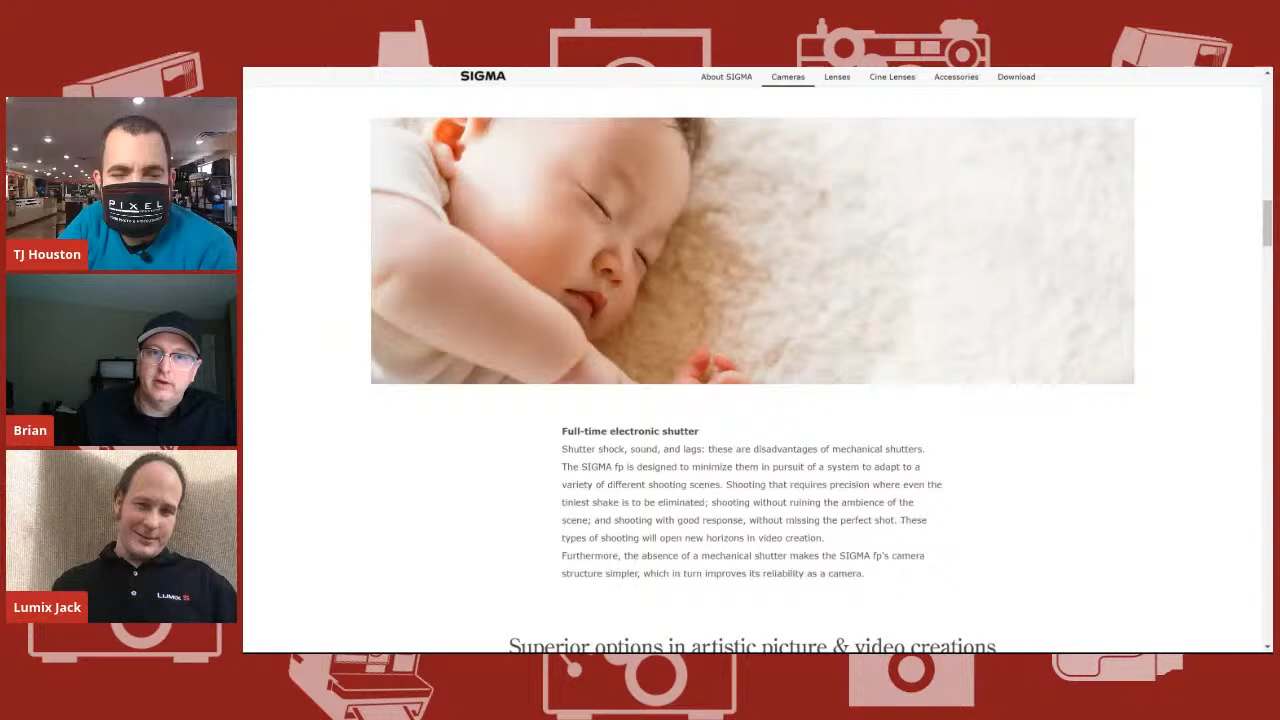 SIGMA
About SIGMA Cameras Lenses Cine Lenses Accessories Download
PIXEL
TJ Houston
Brian
LUMIX S
Lumix Jack
Full-time electronic shutter
Shutter shock, sound, and lags: these are disadvantages of mechanical shutters.
The SIGMA fp is designed to minimize them in pursuit of a system to adapt to a
variety of different shooting scenes. Shooting that requires precision where even the
tiniest shake is to be eliminated; shooting without ruining the ambience of the
scene; and shooting with good response, without missing the perfect shot. These
types of shooting will open new horizons in video creation.
Furthermore, the absence of a mechanical shutter makes the SIGMA fp's camera
structure simpler, which in turn improves its reliability as a camera.
Superior options in artistic picture & video creations